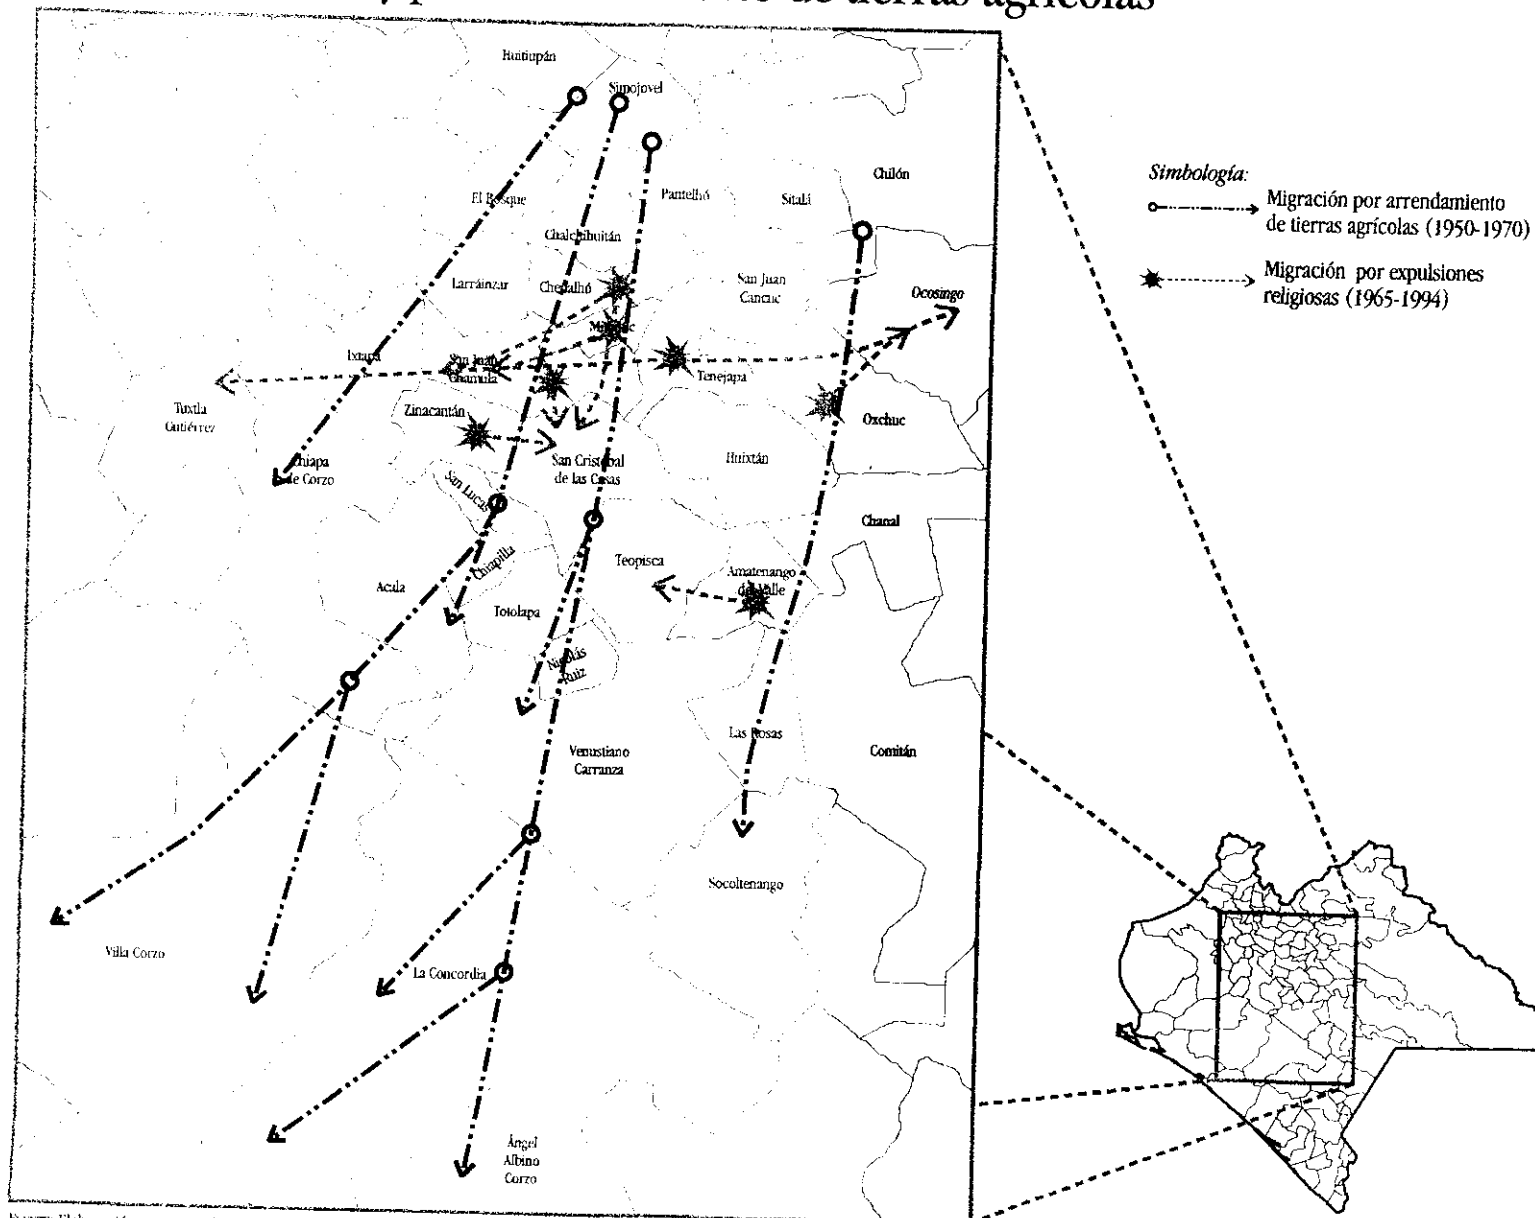 de tierras agrícolas
Huitiupán
Simojovel
Chilón
El Bosque
Pantelhó
Sitalá
Chalchihuitán
Larráinzar
Chenalhó
San Juan
Cancuc
Ocosingo
Ixtapa
San Juan
Chamula
Tenejapa
Tuxtla
Gutiérrez
Zinacantán
Oxchuc
Chiapa
de Corzo
San Lucas
San Cristóbal
de las Casas
Huixtán
Chanal
Chiapilla
Teopisca
Amatenango
del Valle
Acala
Totolapa
Nicolás
Ruiz
Las Rosas
Venustiano
Carranza
Comitán
Socoltenango
Villa Corzo
La Concordia
Ángel
Albino
Corzo
Simbología:
Migración por arrendamiento
de tierras agrícolas (1950-1970)
Migración por expulsiones
religiosas (1965-1994)